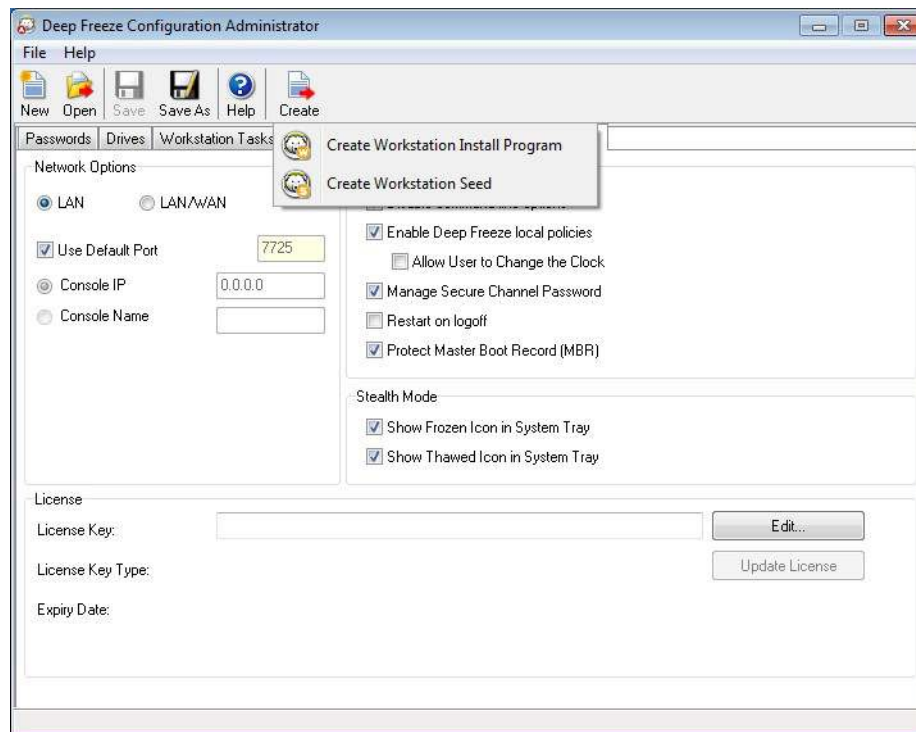 Deep Freeze Configuration Administrator
File Help
New Open Save Save As Help Create
Passwords Drives Workstation Tasks
Create Workstation Install Program
Create Workstation Seed
Network Options
LAN LAN/WAN
Use Default Port 7725
Console IP 0.0.0.0
Console Name
Enable Deep Freeze local policies
Allow User to Change the Clock
Manage Secure Channel Password
Restart on logoff
Protect Master Boot Record (MBR)
Stealth Mode
Show Frozen Icon in System Tray
Show Thawed Icon in System Tray
License
License Key: Edit...
License Key Type: Update License
Expiry Date: